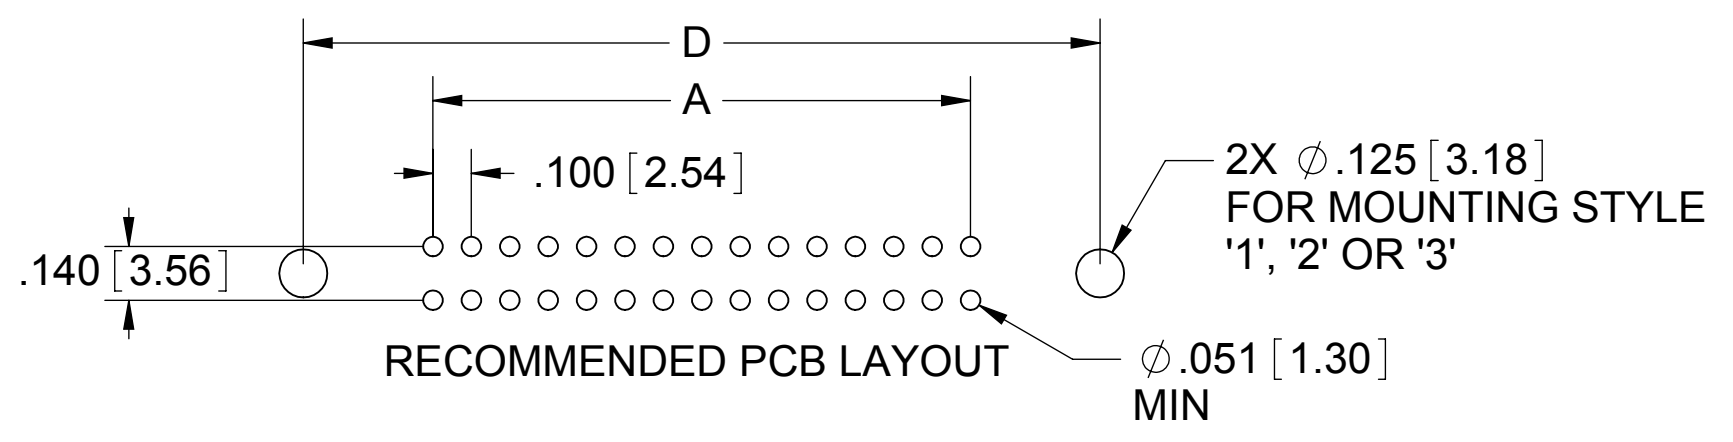 D
A
.100 [2.54]
2X ∅.125 [3.18]
FOR MOUNTING STYLE
'1', '2' OR '3'
.140 [3.56]
RECOMMENDED PCB LAYOUT
∅.051 [1.30]
MIN